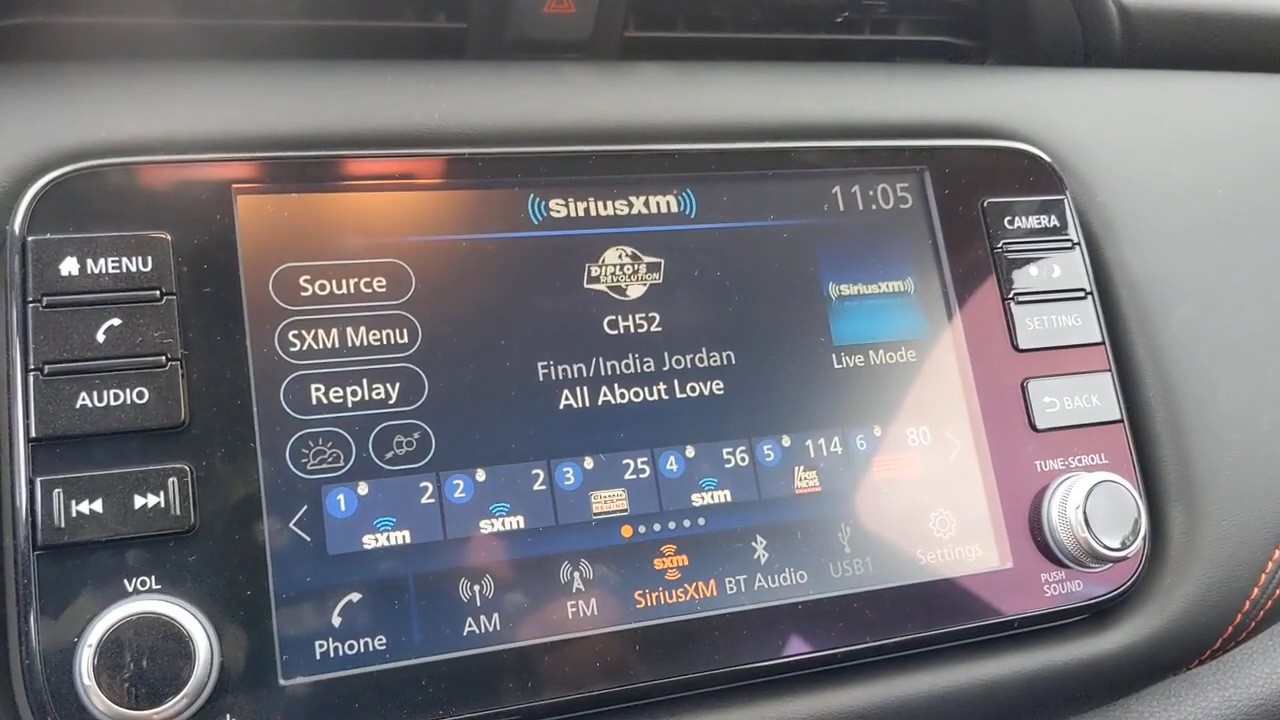 MENU
AUDIO
VOL
SiriusXM
11:05
Source
SXM Menu
Replay
DIPLO'S
REVOLUTION
CH52
Finn/India Jordan
All About Love
SiriusXM
Live Mode
1 2
sxm
2 2
sxm
3 25
Classic
REWIND
4 56
sxm
5 114
FOX
NEWS
6 80
Phone
AM
FM
sxm
SiriusXM
BT Audio
USB1
Settings
CAMERA
SETTING
BACK
TUNE·SCROLL
PUSH
SOUND